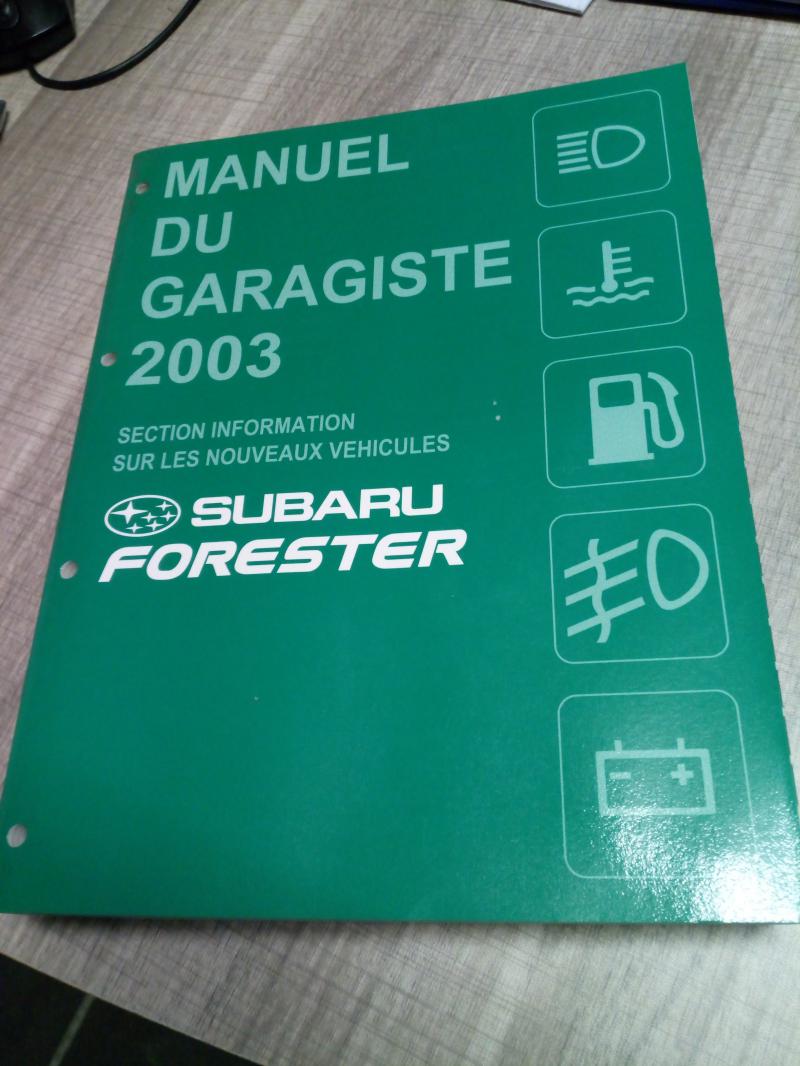 MANUEL
DU
GARAGISTE
2003
SECTION INFORMATION
SUR LES NOUVEAUX VEHICULES
SUBARU
FORESTER